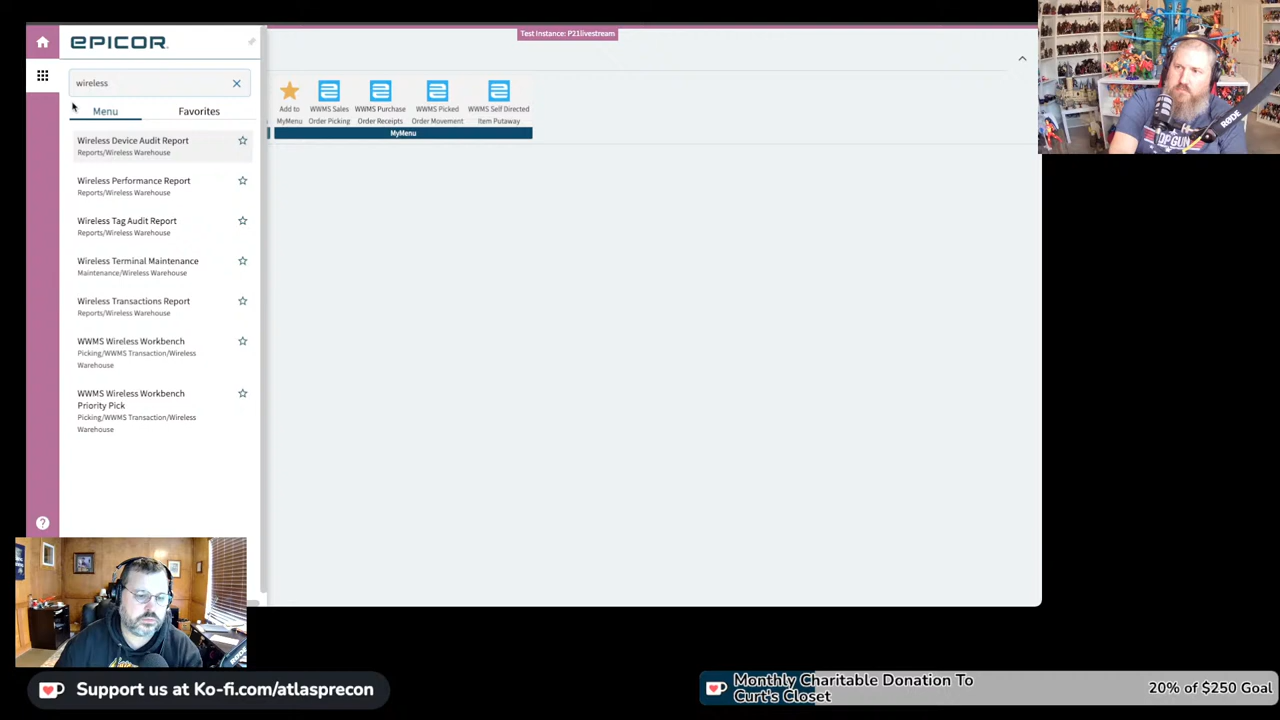 Test Instance: P21livestream
EPICOR
wireless
Menu
Favorites
Wireless Device Audit Report
Reports/Wireless Warehouse
Wireless Performance Report
Reports/Wireless Warehouse
Wireless Tag Audit Report
Reports/Wireless Warehouse
Wireless Terminal Maintenance
Maintenance/Wireless Warehouse
Wireless Transactions Report
Reports/Wireless Warehouse
WWMS Wireless Workbench
Picking/WWMS Transaction/Wireless
Warehouse
WWMS Wireless Workbench
Priority Pick
Picking/WWMS Transaction/Wireless
Warehouse
Add to
MyMenu
WWMS Sales
Order Picking
WWMS Purchase
Order Receipts
WWMS Picked
Order Movement
WWMS Self Directed
Item Putaway
MyMenu
RØDE
TOP GUN
Support us at Ko-fi.com/atlasprecon
Monthly Charitable Donation To
Curt's Closet
20% of $250 Goal